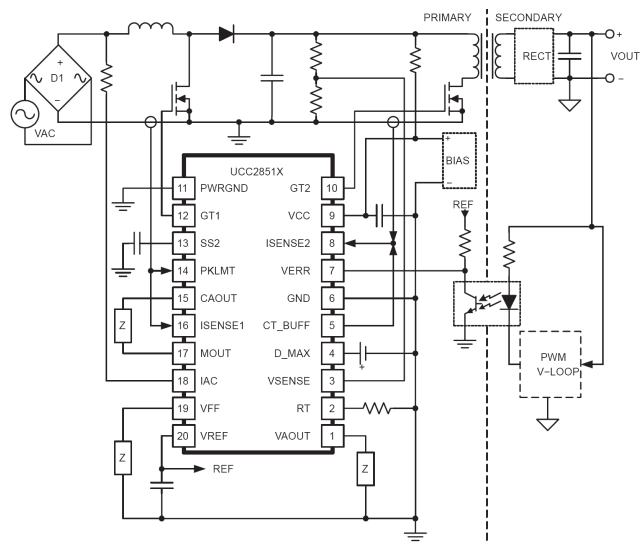 PRIMARY SECONDARY
+
D1
−
VAC
RECT
+
VOUT
−
UCC2851X
11 PWRGND GT2 10
12 GT1 VCC 9
13 SS2 ISENSE2 8
14 PKLMT VERR 7
15 CAOUT GND 6
16 ISENSE1 CT_BUFF 5
17 MOUT D_MAX 4
18 IAC VSENSE 3
19 VFF RT 2
20 VREF VAOUT 1
+
BIAS
−
REF
+
Z
Z
Z
REF
PWM
V−LOOP